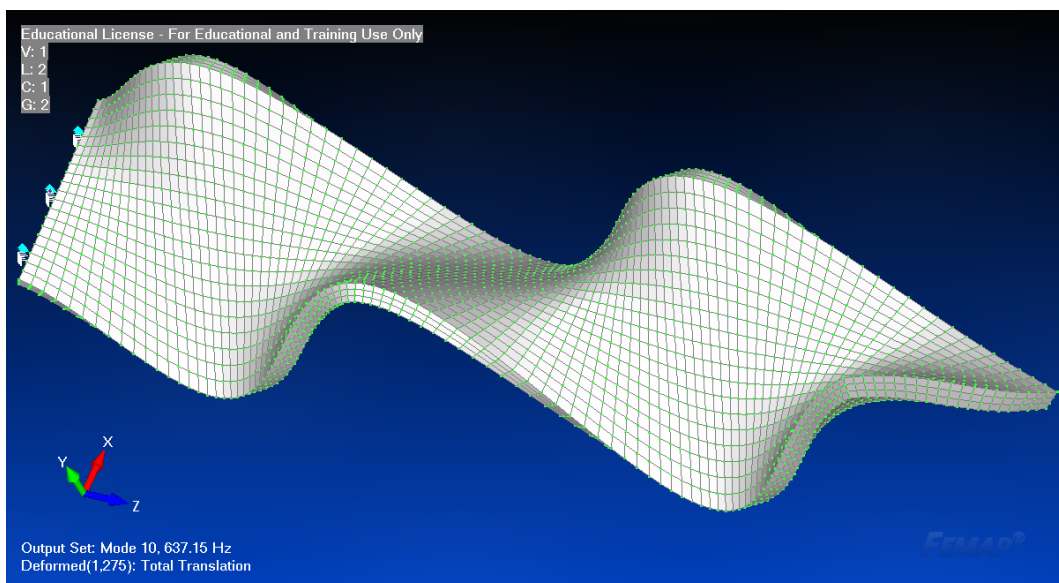 Educational License - For Educational and Training Use Only
V: 1
L: 2
C: 1
G: 2
X
Y
Z
Output Set: Mode 10, 637.15 Hz
Deformed(1,275): Total Translation
FEMAP®